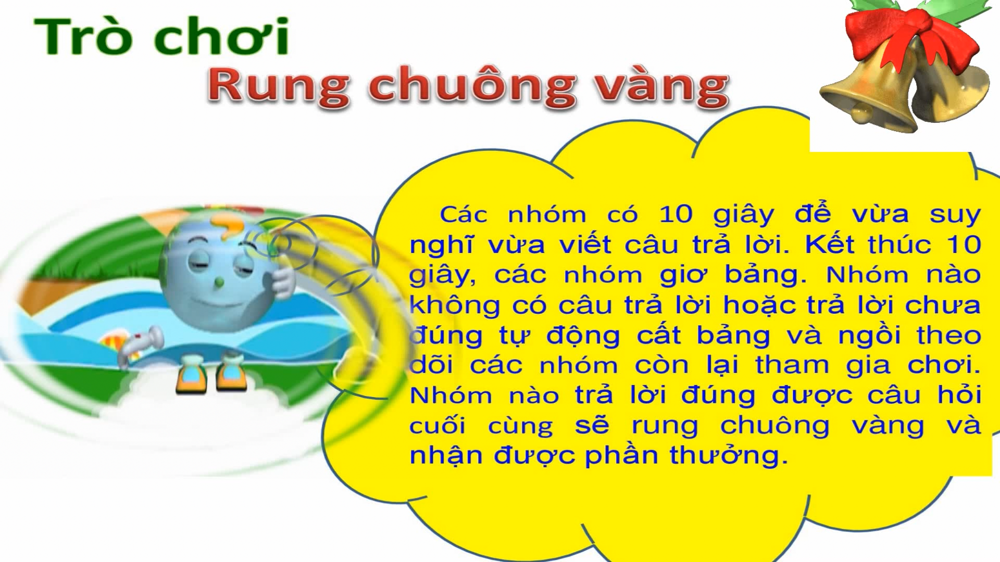 Trò chơi
Rung chuông vàng
Các nhóm có 10 giây để vừa suy
nghĩ vừa viết câu trả lời. Kết thúc 10
giây, các nhóm giơ bảng. Nhóm nào
không có câu trả lời hoặc trả lời chưa
đúng tự động cất bảng và ngồi theo
dõi các nhóm còn lại tham gia chơi.
Nhóm nào trả lời đúng được câu hỏi
cuối cùng sẽ rung chuông vàng và
nhận được phần thưởng.